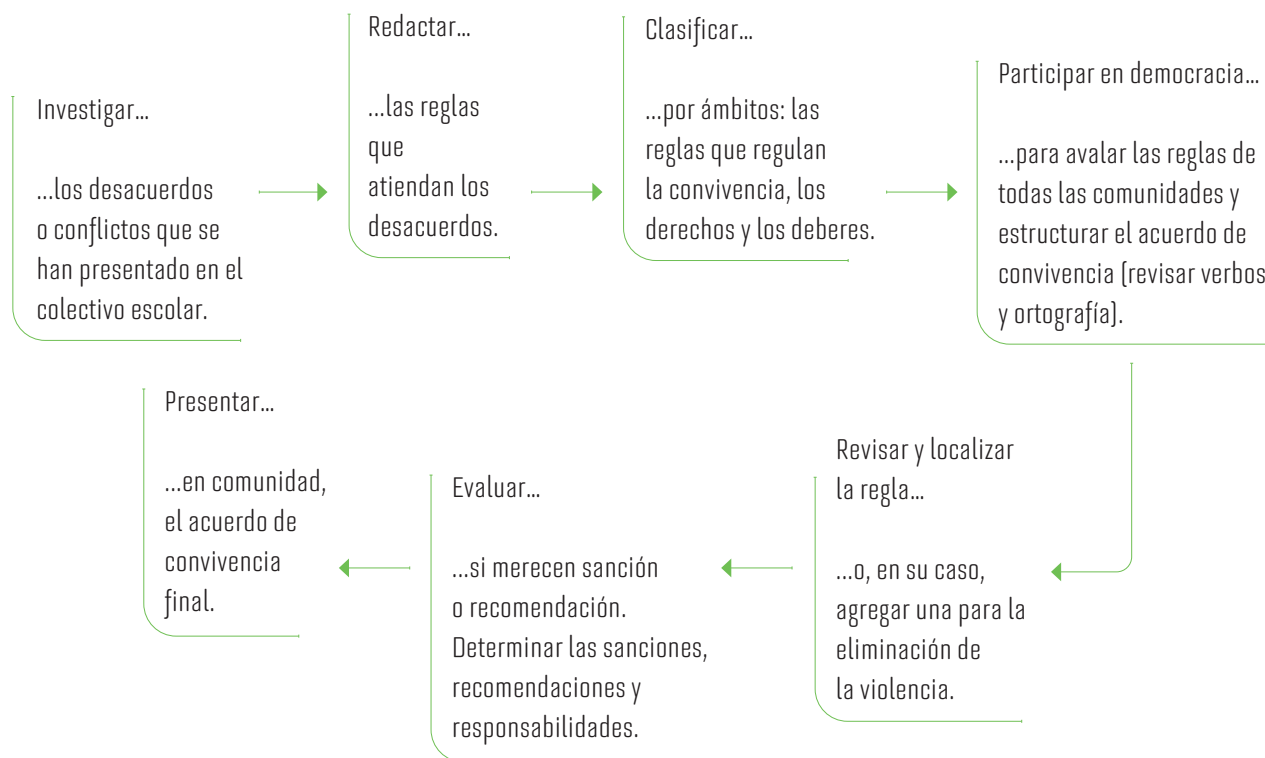 Investigar...
...los desacuerdos
o conflictos que se
han presentado en el
colectivo escolar.
Redactar...
...las reglas
que
atiendan los
desacuerdos.
Clasificar...
...por ámbitos: las
reglas que regulan
la convivencia, los
derechos y los deberes.
Participar en democracia...
...para avalar las reglas de
todas las comunidades y
estructurar el acuerdo de
convivencia (revisar verbos
y ortografía).
Revisar y localizar
la regla...
...o, en su caso,
agregar una para la
eliminación de
la violencia.
Evaluar...
...si merecen sanción
o recomendación.
Determinar las sanciones,
recomendaciones y
responsabilidades.
Presentar...
...en comunidad,
el acuerdo de
convivencia
final.